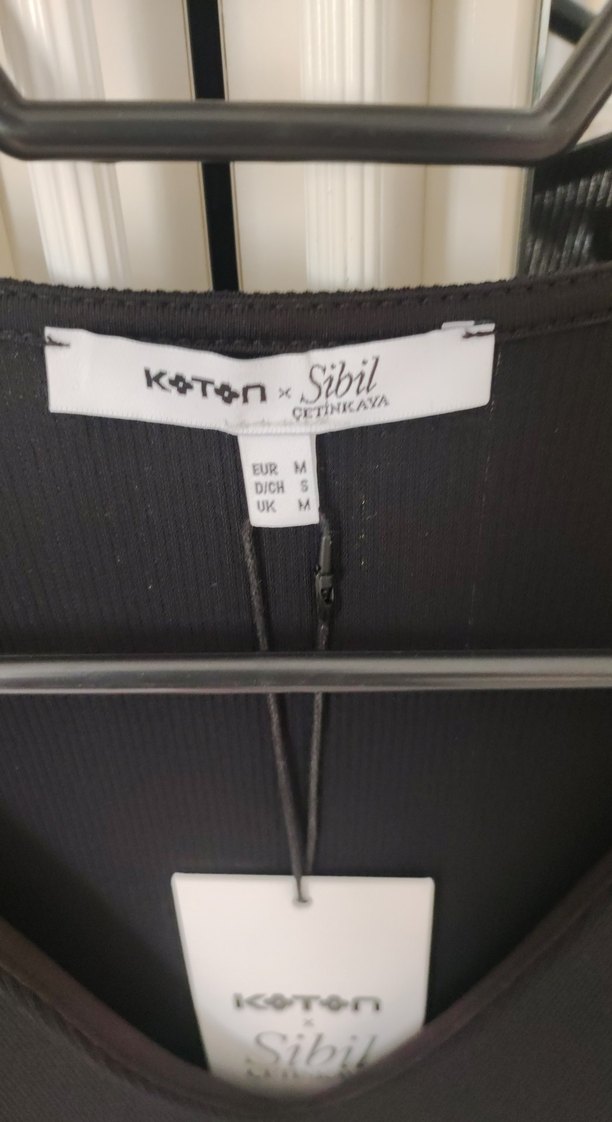 KOTON × Sibil
ÇETİNKAYA
EUR M
D/CH S
UK M
KOTON
×
Sibil